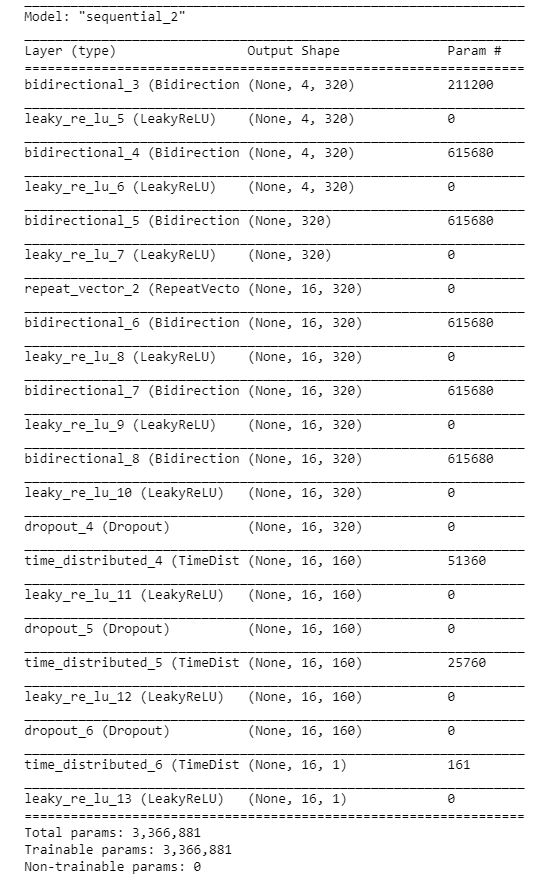 Model: "sequential_2"
Layer (type) Output Shape Param #
bidirectional_3 (Bidirection (None, 4, 320) 211200
leaky_re_lu_5 (LeakyReLU) (None, 4, 320) 0
bidirectional_4 (Bidirection (None, 4, 320) 615680
leaky_re_lu_6 (LeakyReLU) (None, 4, 320) 0
bidirectional_5 (Bidirection (None, 320) 615680
leaky_re_lu_7 (LeakyReLU) (None, 320) 0
repeat_vector_2 (RepeatVecto (None, 16, 320) 0
bidirectional_6 (Bidirection (None, 16, 320) 615680
leaky_re_lu_8 (LeakyReLU) (None, 16, 320) 0
bidirectional_7 (Bidirection (None, 16, 320) 615680
leaky_re_lu_9 (LeakyReLU) (None, 16, 320) 0
bidirectional_8 (Bidirection (None, 16, 320) 615680
leaky_re_lu_10 (LeakyReLU) (None, 16, 320) 0
dropout_4 (Dropout) (None, 16, 320) 0
time_distributed_4 (TimeDist (None, 16, 160) 51360
leaky_re_lu_11 (LeakyReLU) (None, 16, 160) 0
dropout_5 (Dropout) (None, 16, 160) 0
time_distributed_5 (TimeDist (None, 16, 160) 25760
leaky_re_lu_12 (LeakyReLU) (None, 16, 160) 0
dropout_6 (Dropout) (None, 16, 160) 0
time_distributed_6 (TimeDist (None, 16, 1) 161
leaky_re_lu_13 (LeakyReLU) (None, 16, 1) 0
Total params: 3,366,881
Trainable params: 3,366,881
Non-trainable params: 0